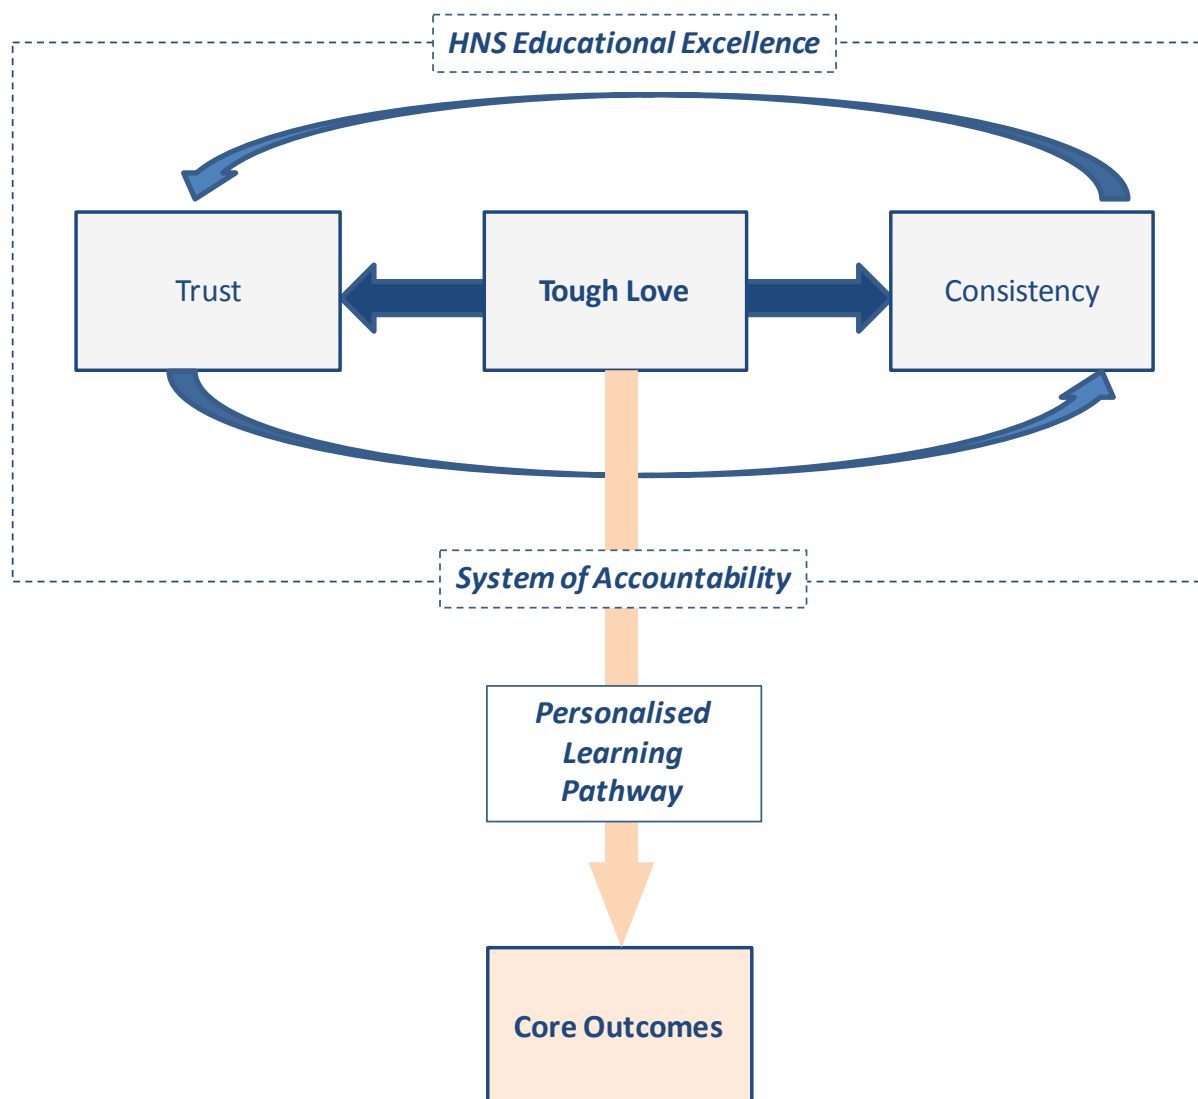 HNS Educational Excellence
Trust
Tough Love
Consistency
System of Accountability
Personalised
Learning
Pathway
Core Outcomes